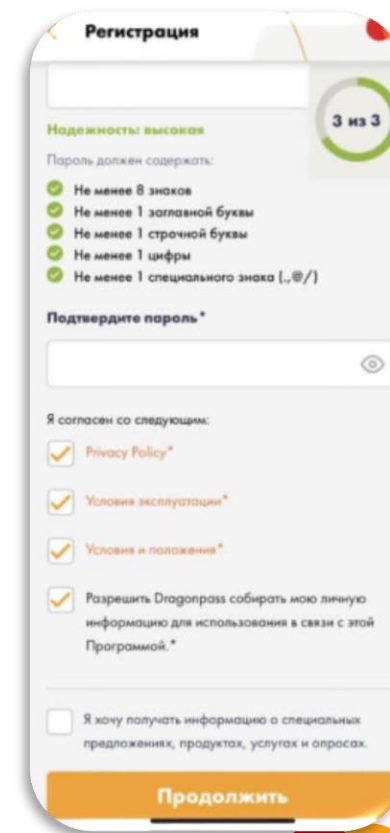 Регистрация
3 из 3
Надежность: высокая
Пароль должен содержать:
Не менее 8 знаков
Не менее 1 заглавной буквы
Не менее 1 строчной буквы
Не менее 1 цифры
Не менее 1 специального знака (.,@/)
Подтвердите пароль*
Я согласен со следующим:
Privacy Policy*
Условия эксплуатации*
Условия и положения*
Разрешить Dragonpass собирать мою личную
информацию для использования в связи с этой
Программой.*
Я хочу получать информацию о специальных
предложениях, продуктах, услугах и опросах.
Продолжить